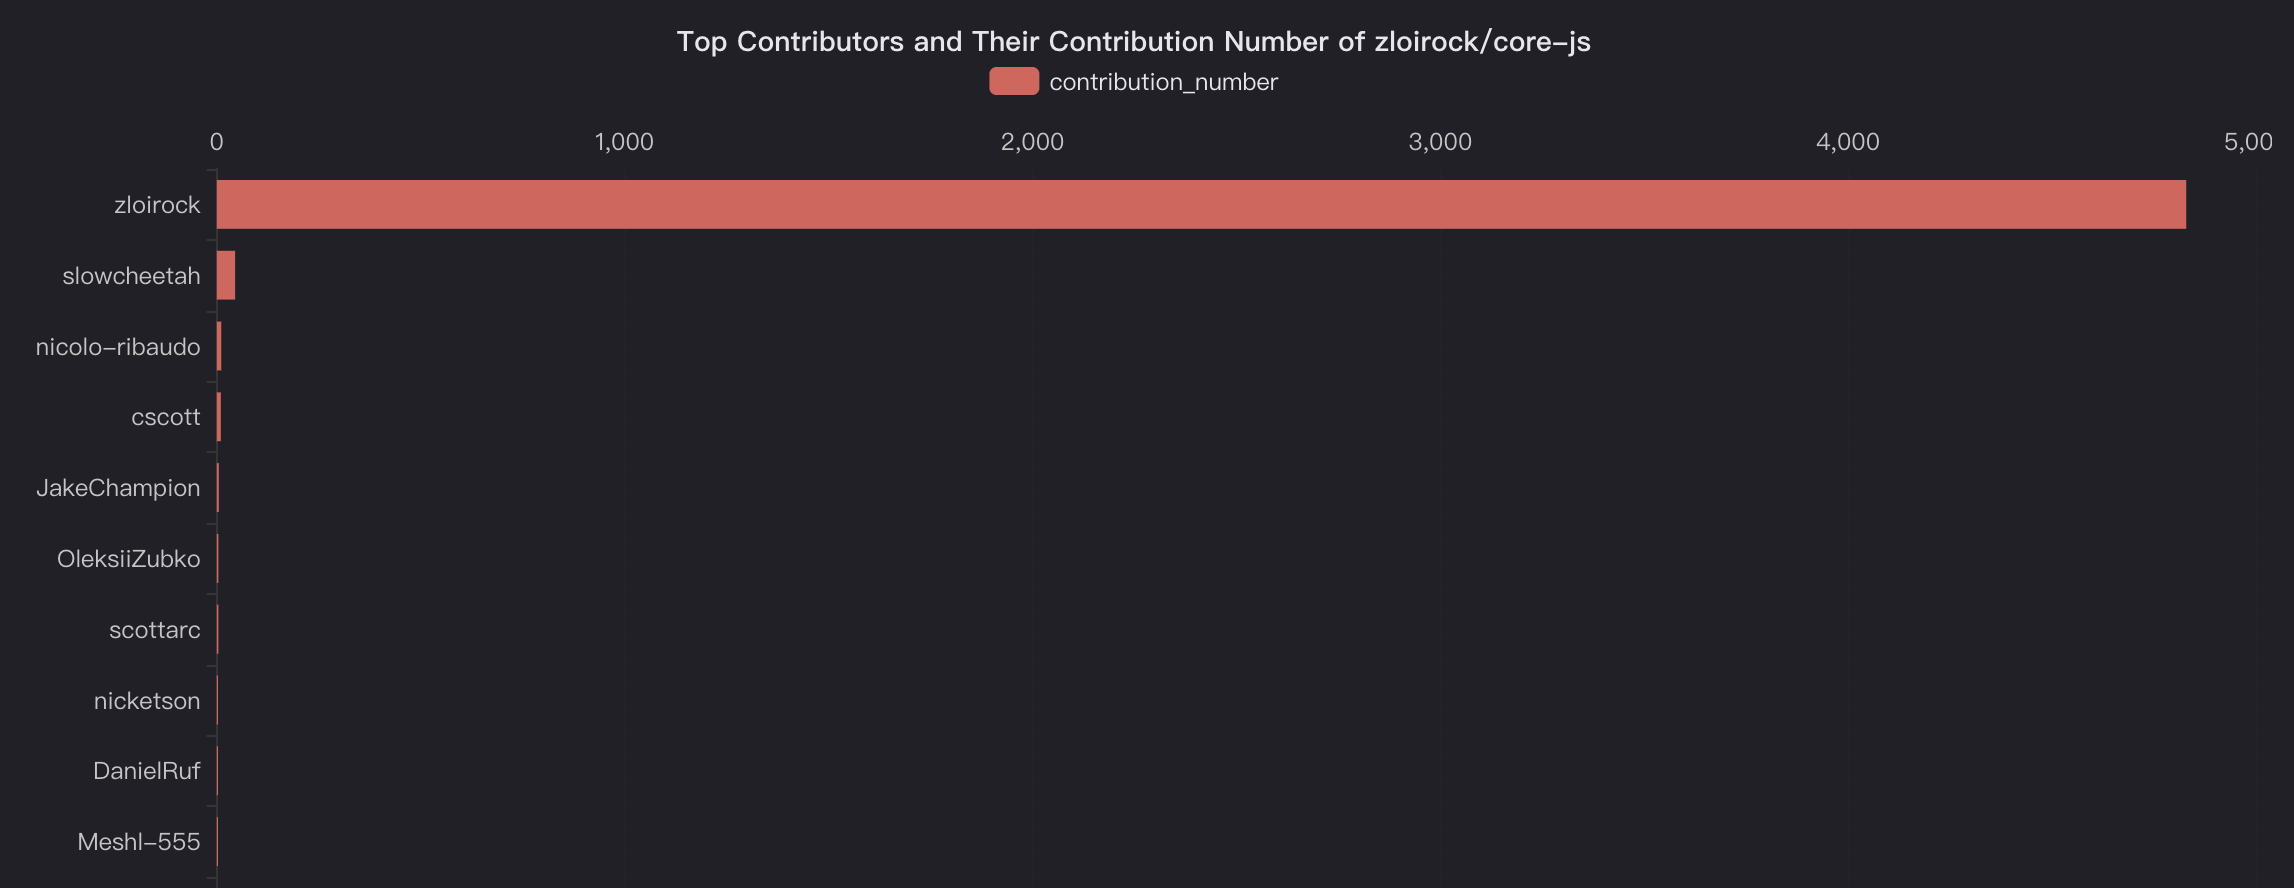 Top Contributors and Their Contribution Number of zloirock/core-js
contribution_number
0 1,000 2,000 3,000 4,000 5,00
zloirock
slowcheetah
nicolo-ribaudo
cscott
JakeChampion
OleksiiZubko
scottarc
nicketson
DanielRuf
Meshl-555